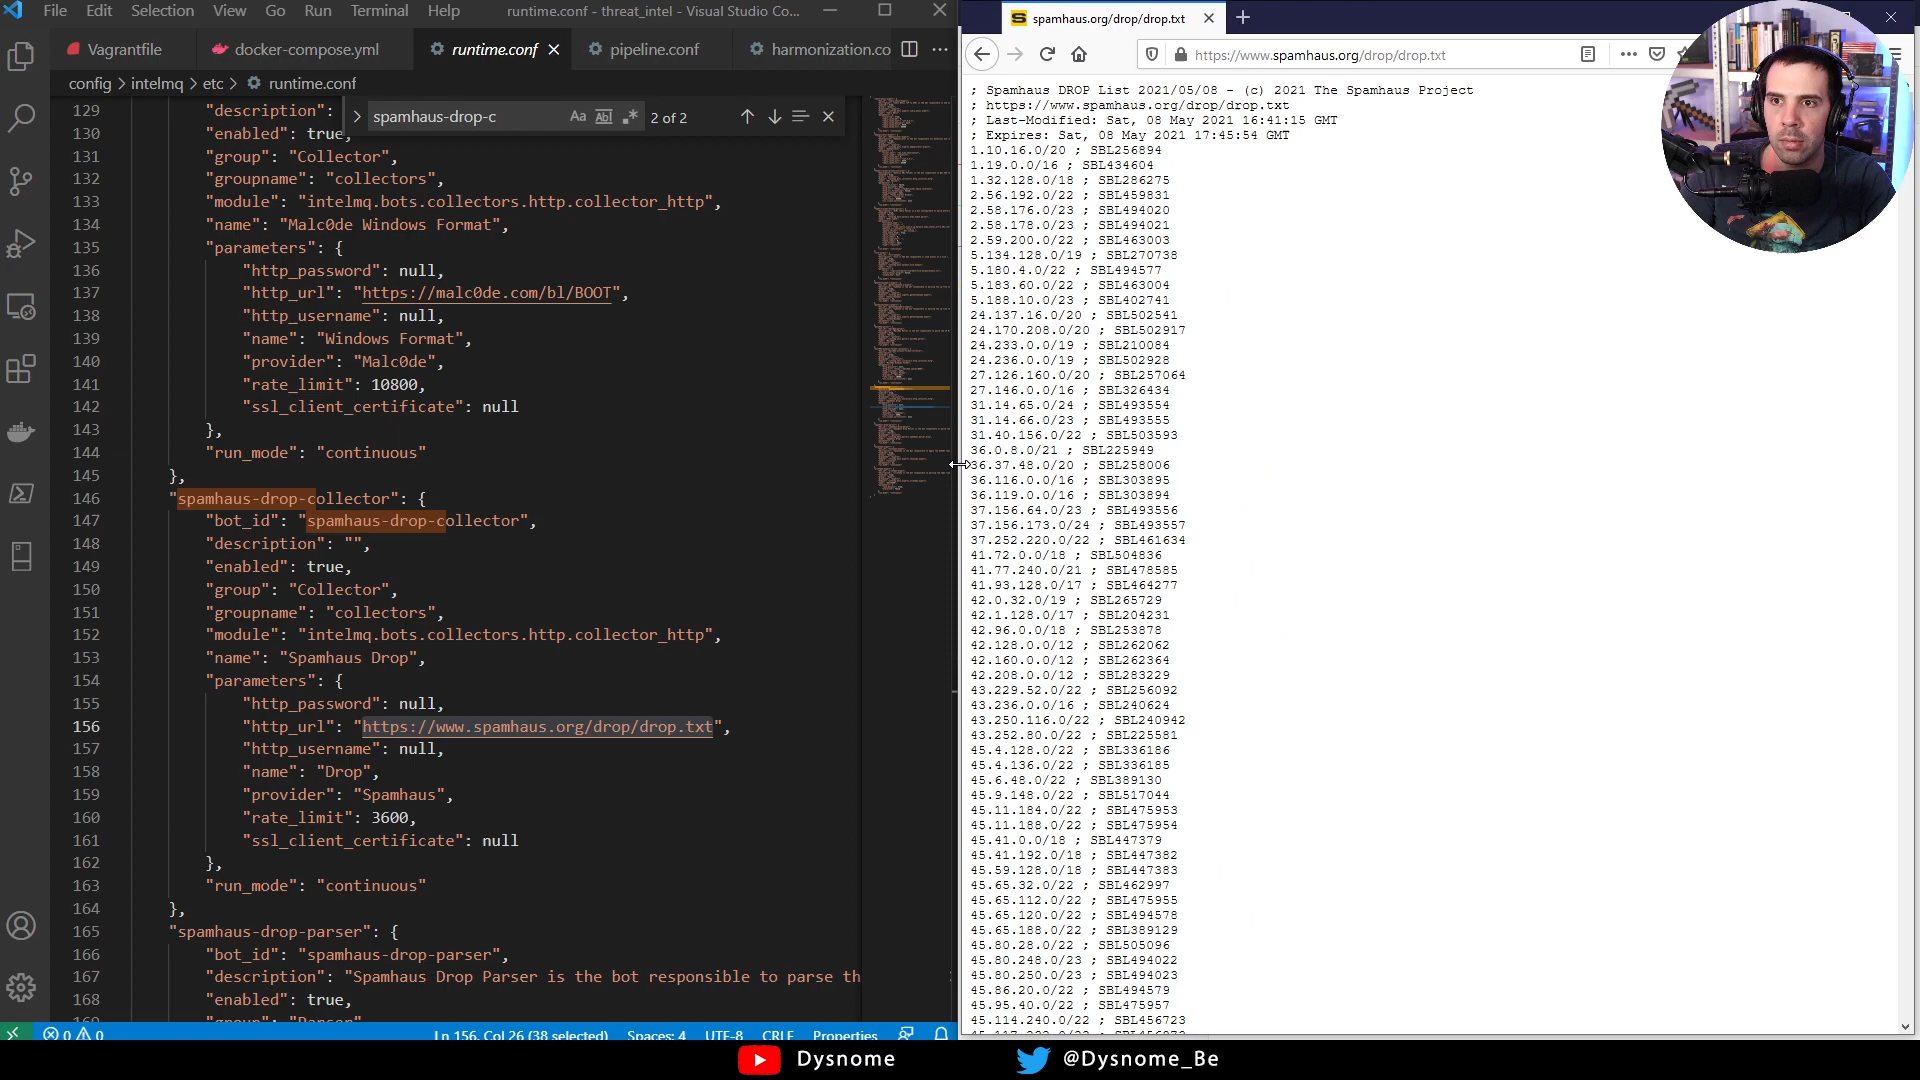 File Edit Selection View Go Run Terminal Help
runtime.conf - threat_intel - Visual Studio Co...
Vagrantfile
docker-compose.yml
runtime.conf
pipeline.conf
harmonization.co
config > intelmq > etc > runtime.conf
spamhaus-drop-c
Aa Abl .*
2 of 2
129 "description":
130 "enabled": true,
131 "group": "Collector",
132 "groupname": "collectors",
133 "module": "intelmq.bots.collectors.http.collector_http",
134 "name": "Malc0de Windows Format",
135 "parameters": {
136 "http_password": null,
137 "http_url": "https://malc0de.com/bl/BOOT",
138 "http_username": null,
139 "name": "Windows Format",
140 "provider": "Malc0de",
141 "rate_limit": 10800,
142 "ssl_client_certificate": null
143 },
144 "run_mode": "continuous"
145 },
146 "spamhaus-drop-collector": {
147 "bot_id": "spamhaus-drop-collector",
148 "description": "",
149 "enabled": true,
150 "group": "Collector",
151 "groupname": "collectors",
152 "module": "intelmq.bots.collectors.http.collector_http",
153 "name": "Spamhaus Drop",
154 "parameters": {
155 "http_password": null,
156 "http_url": "https://www.spamhaus.org/drop/drop.txt",
157 "http_username": null,
158 "name": "Drop",
159 "provider": "Spamhaus",
160 "rate_limit": 3600,
161 "ssl_client_certificate": null
162 },
163 "run_mode": "continuous"
164 },
165 "spamhaus-drop-parser": {
166 "bot_id": "spamhaus-drop-parser",
167 "description": "Spamhaus Drop Parser is the bot responsible to parse th
168 "enabled": true,
169 "group": "Parser"
0 0
Ln 156, Col 26 (38 selected)
Spaces: 4
UTF-8
CRLF
Properties
spamhaus.org/drop/drop.txt
https://www.spamhaus.org/drop/drop.txt
; Spamhaus DROP List 2021/05/08 - (c) 2021 The Spamhaus Project
; https://www.spamhaus.org/drop/drop.txt
; Last-Modified: Sat, 08 May 2021 16:41:15 GMT
; Expires: Sat, 08 May 2021 17:45:54 GMT
1.10.16.0/20 ; SBL256894
1.19.0.0/16 ; SBL434604
1.32.128.0/18 ; SBL286275
2.56.192.0/22 ; SBL459831
2.58.176.0/23 ; SBL494020
2.58.178.0/23 ; SBL494021
2.59.200.0/22 ; SBL463003
5.134.128.0/19 ; SBL270738
5.180.4.0/22 ; SBL494577
5.183.60.0/22 ; SBL463004
5.188.10.0/23 ; SBL402741
24.137.16.0/20 ; SBL502541
24.170.208.0/20 ; SBL502917
24.233.0.0/19 ; SBL210084
24.236.0.0/19 ; SBL502928
27.126.160.0/20 ; SBL257064
27.146.0.0/16 ; SBL326434
31.14.65.0/24 ; SBL493554
31.14.66.0/23 ; SBL493555
31.40.156.0/22 ; SBL503593
36.0.8.0/21 ; SBL225949
36.37.48.0/20 ; SBL258006
36.116.0.0/16 ; SBL303895
36.119.0.0/16 ; SBL303894
37.156.64.0/23 ; SBL493556
37.156.173.0/24 ; SBL493557
37.252.220.0/22 ; SBL461634
41.72.0.0/18 ; SBL504836
41.77.240.0/21 ; SBL478585
41.93.128.0/17 ; SBL464277
42.0.32.0/19 ; SBL265729
42.1.128.0/17 ; SBL204231
42.96.0.0/18 ; SBL253878
42.128.0.0/12 ; SBL262062
42.160.0.0/12 ; SBL262364
42.208.0.0/12 ; SBL283229
43.229.52.0/22 ; SBL256092
43.236.0.0/16 ; SBL240624
43.250.116.0/22 ; SBL240942
43.252.80.0/22 ; SBL225581
45.4.128.0/22 ; SBL336186
45.4.136.0/22 ; SBL336185
45.6.48.0/22 ; SBL389130
45.9.148.0/22 ; SBL517044
45.11.184.0/22 ; SBL475953
45.11.188.0/22 ; SBL475954
45.41.0.0/18 ; SBL447379
45.41.192.0/18 ; SBL447382
45.59.128.0/18 ; SBL447383
45.65.32.0/22 ; SBL462997
45.65.112.0/22 ; SBL475955
45.65.120.0/22 ; SBL494578
45.65.188.0/22 ; SBL389129
45.80.28.0/22 ; SBL505096
45.80.248.0/23 ; SBL494022
45.80.250.0/23 ; SBL494023
45.86.20.0/22 ; SBL494579
45.95.40.0/22 ; SBL475957
45.114.240.0/22 ; SBL456723
Dysnome
@Dysnome_Be